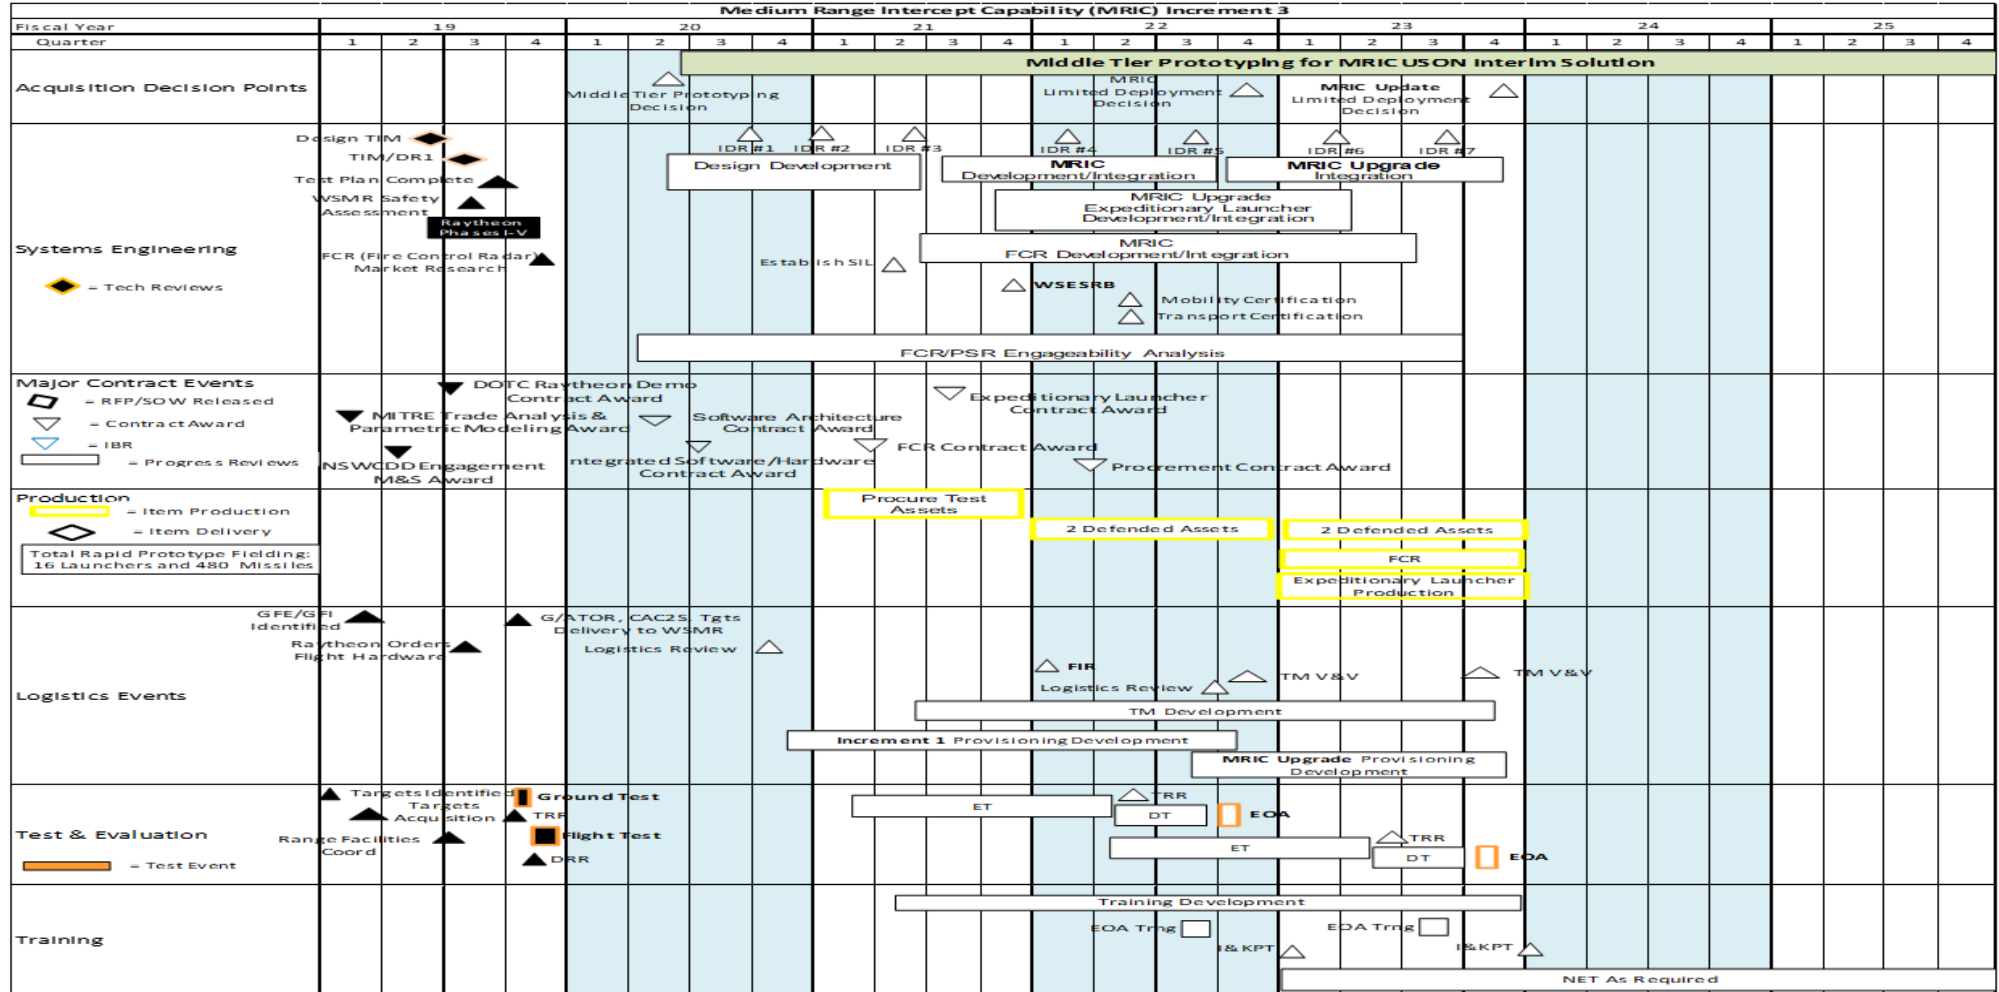 Medium Range Intercept Capability (MRIC) Increment 3
Fiscal Year 19 20 21 22 23 24 25
Quarter 1 2 3 4 1 2 3 4 1 2 3 4 1 2 3 4 1 2 3 4 1 2 3 4 1 2 3 4
Middle Tier Prototyping for MRIC USON Interim Solution
Acquisition Decision Points
Middle Tier Prototyping
Decision
MRIC
Limited Deployment
Decision
MRIC Update
Limited Deployment
Decision
Systems Engineering
= Tech Reviews
Design TIM
TIM/DR1
Test Plan Complete
WSMR Safety
Assessment
Raytheon
Phases I-V
FCR (Fire Control Radar)
Market Research
IDR #1
IDR #2
IDR #3
IDR #4
IDR #5
IDR #6
IDR #7
Design Development
MRIC
Development/Integration
MRIC Upgrade
Integration
MRIC Upgrade
Expeditionary Launcher
Development/Integration
MRIC
FCR Development/Integration
Establish SIL
WSESRB
Mobility Certification
Transport Certification
FCR/PSR Engageability Analysis
Major Contract Events
= RFP/SOW Released
= Contract Award
= IBR
= Progress Reviews
DOTC Raytheon Demo
Contract Award
MITRE Trade Analysis &
Parametric Modeling Award
NSWCDD Engagement
M&S Award
Software Architecture
Contract Award
ntegrated Software/Hardware
Contract Award
Expeditionary Launcher
Contract Award
FCR Contract Award
Procrement Contract Award
Production
= Item Production
= Item Delivery
Total Rapid Prototype Fielding:
16 Launchers and 480 Missiles
Procure Test
Assets
2 Defended Assets
2 Defended Assets
FCR
Expeditionary Launcher
Production
Logistics Events
GFE/GFI
Identified
Raytheon Orders
Flight Hardware
G/ATOR, CAC2S, Tgts
Delivery to WSMR
Logistics Review
FIR
Logistics Review
TM V&V
TM V&V
TM Development
Increment 1 Provisioning Development
MRIC Upgrade Provisioning
Development
Test & Evaluation
= Test Event
Targets Identified
Targets
Acquisition
Range Facilities
Coord
Ground Test
TRR
Flight Test
DRR
ET
TRR
DT
EOA
ET
TRR
DT
EOA
Training
Training Development
EOA Trng
EOA Trng
I&KPT
I&KPT
NET As Required